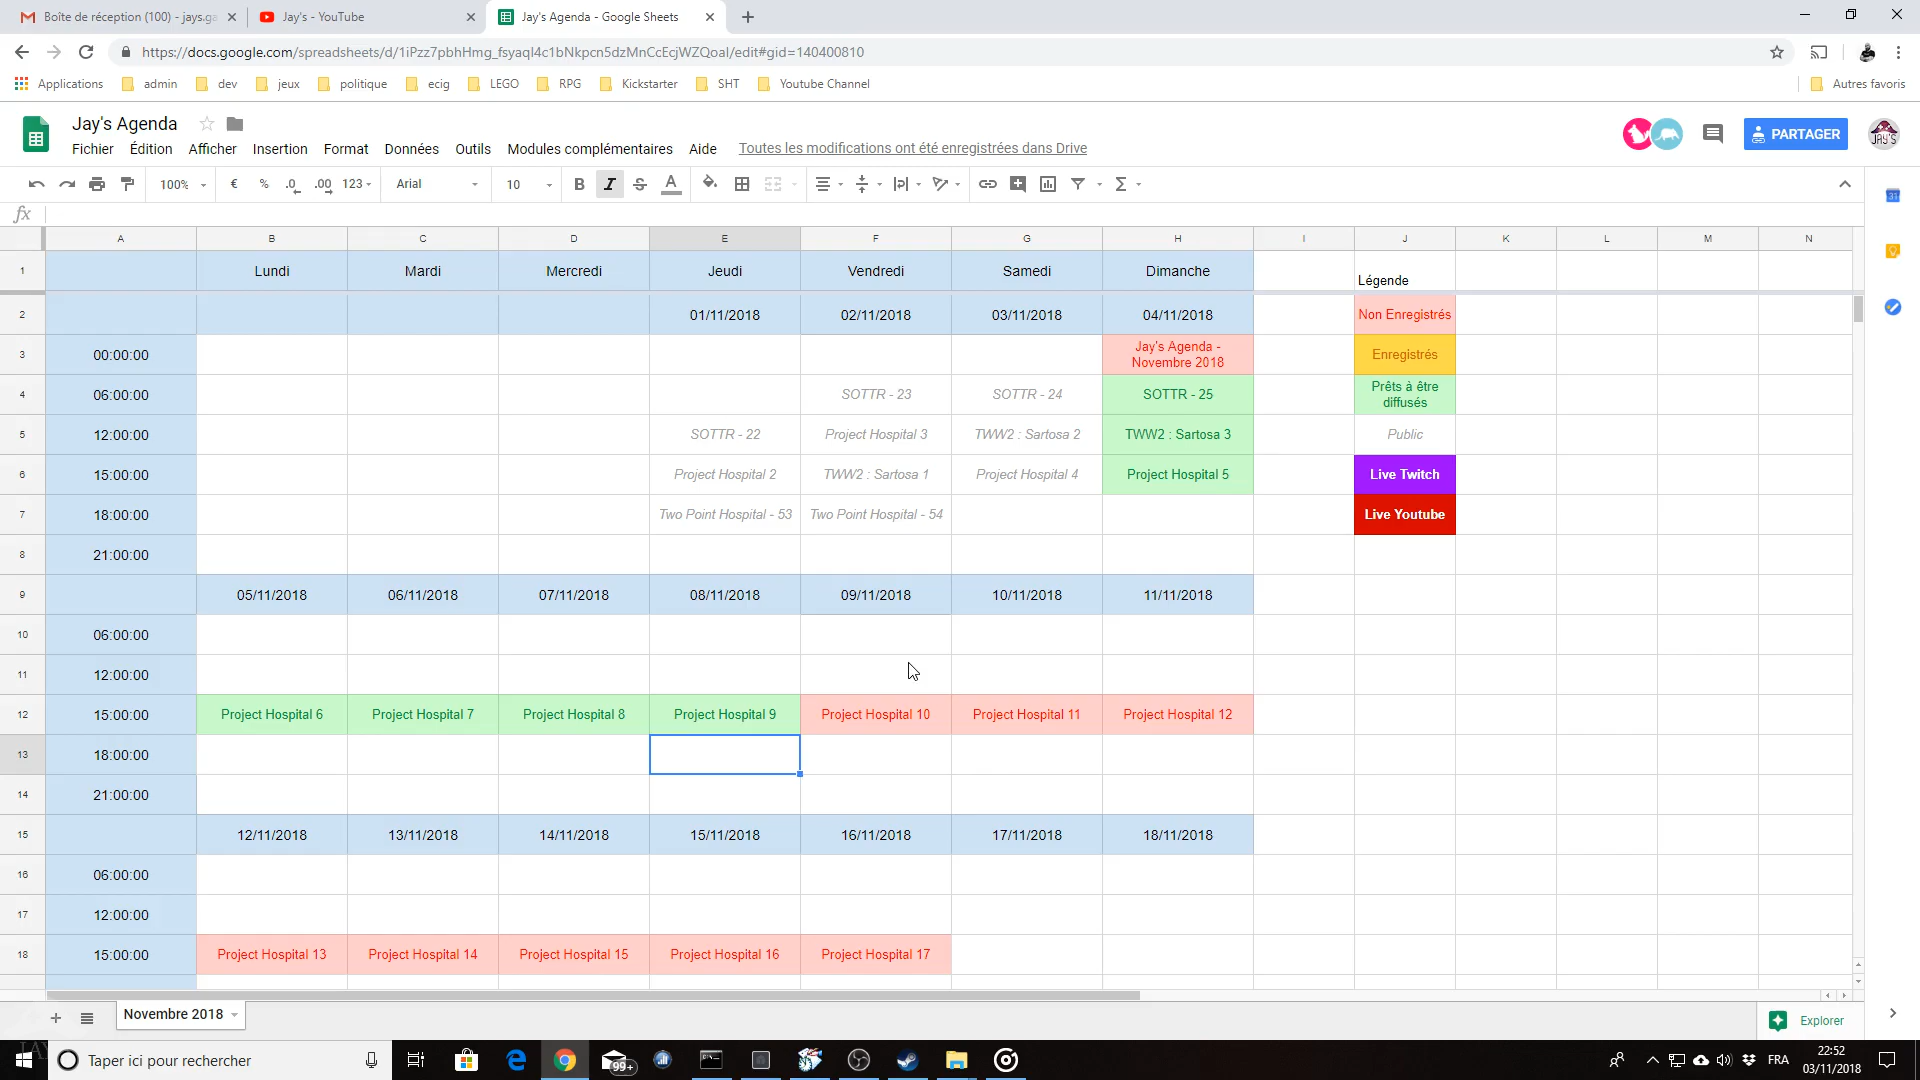 Boîte de réception (100) - jays.ga
Jay's - YouTube
Jay's Agenda - Google Sheets
https://docs.google.com/spreadsheets/d/1iPzz7pbhHmg_fsyaqI4c1bNkpcn5dzMnCcEcjWZQoaI/edit#gid=140400810
Applications admin dev jeux politique ecig LEGO RPG Kickstarter SHT Youtube Channel Autres favoris
Jay's Agenda
Fichier Édition Afficher Insertion Format Données Outils Modules complémentaires Aide Toutes les modifications ont été enregistrées dans Drive
PARTAGER
JAY'S
100% € % .0 .00 123 Arial 10 B I S A Σ
31
fx
A B C D E F G H I J K L M N
1 Lundi Mardi Mercredi Jeudi Vendredi Samedi Dimanche Légende
2 01/11/2018 02/11/2018 03/11/2018 04/11/2018 Non Enregistrés
3 00:00:00 Jay's Agenda - Novembre 2018 Enregistrés
4 06:00:00 SOTTR - 23 SOTTR - 24 SOTTR - 25 Prêts à être diffusés
5 12:00:00 SOTTR - 22 Project Hospital 3 TWW2 : Sartosa 2 TWW2 : Sartosa 3 Public
6 15:00:00 Project Hospital 2 TWW2 : Sartosa 1 Project Hospital 4 Project Hospital 5 Live Twitch
7 18:00:00 Two Point Hospital - 53 Two Point Hospital - 54 Live Youtube
8 21:00:00
9 05/11/2018 06/11/2018 07/11/2018 08/11/2018 09/11/2018 10/11/2018 11/11/2018
10 06:00:00
11 12:00:00
12 15:00:00 Project Hospital 6 Project Hospital 7 Project Hospital 8 Project Hospital 9 Project Hospital 10 Project Hospital 11 Project Hospital 12
13 18:00:00
14 21:00:00
15 12/11/2018 13/11/2018 14/11/2018 15/11/2018 16/11/2018 17/11/2018 18/11/2018
16 06:00:00
17 12:00:00
18 15:00:00 Project Hospital 13 Project Hospital 14 Project Hospital 15 Project Hospital 16 Project Hospital 17
Novembre 2018
Explorer
Taper ici pour rechercher
99+
FRA
22:52
03/11/2018